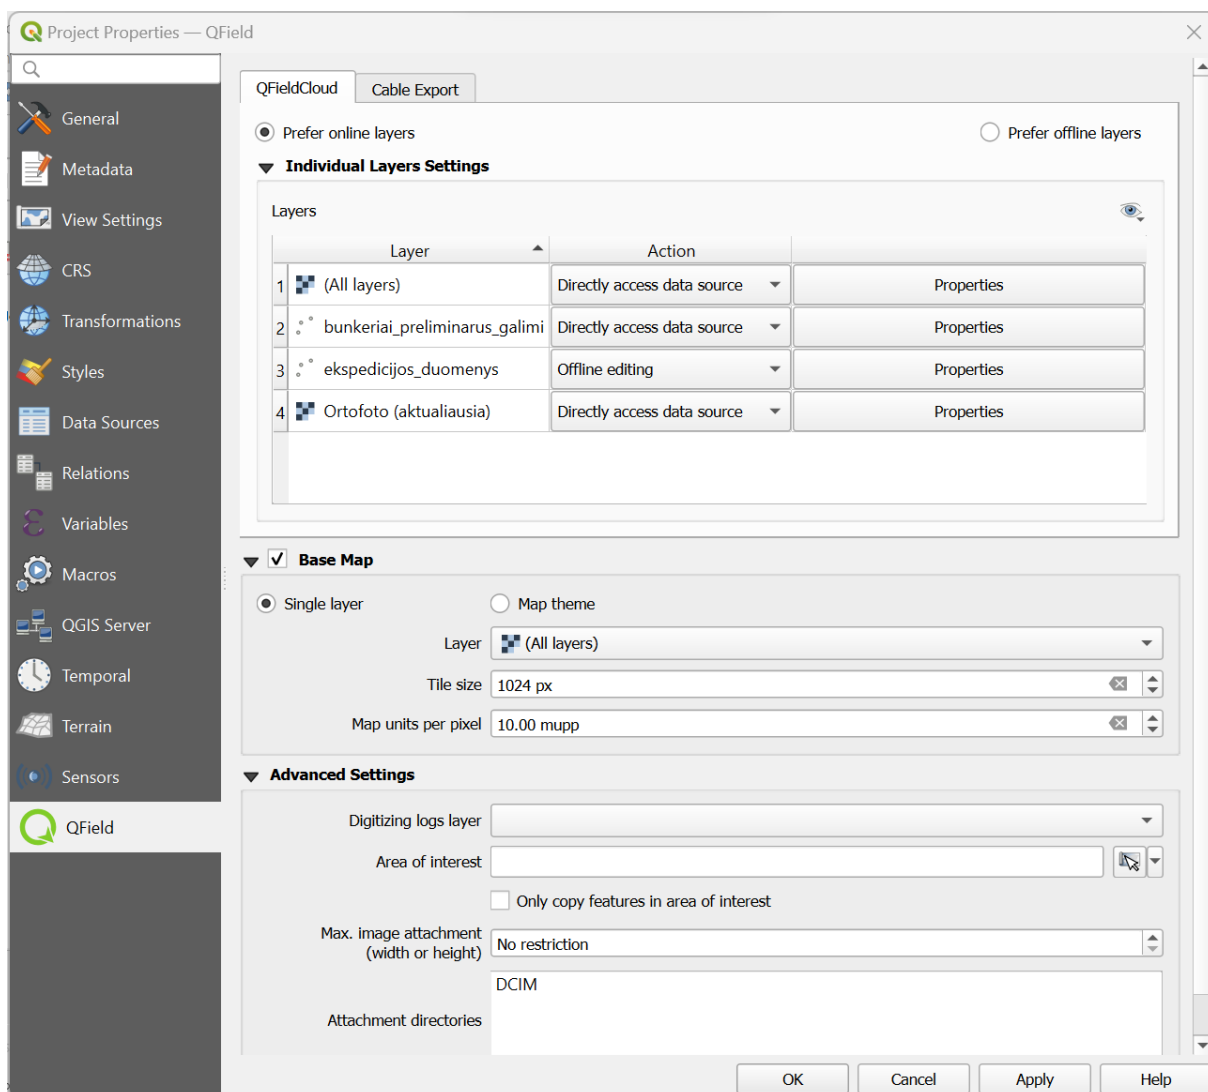 Project Properties — QField
General
Metadata
View Settings
CRS
Transformations
Styles
Data Sources
Relations
Variables
Macros
QGIS Server
Temporal
Terrain
Sensors
QField
QFieldCloud
Cable Export
Prefer online layers
Prefer offline layers
Individual Layers Settings
Layers
Layer Action
1 (All layers) Directly access data source Properties
2 bunkeriai_preliminarus_galimi Directly access data source Properties
3 ekspedicijos_duomenys Offline editing Properties
4 Ortofoto (aktualiausia) Directly access data source Properties
Base Map
Single layer
Map theme
Layer (All layers)
Tile size 1024 px
Map units per pixel 10.00 mupp
Advanced Settings
Digitizing logs layer
Area of interest
Only copy features in area of interest
Max. image attachment
(width or height) No restriction
DCIM
Attachment directories
OK Cancel Apply Help